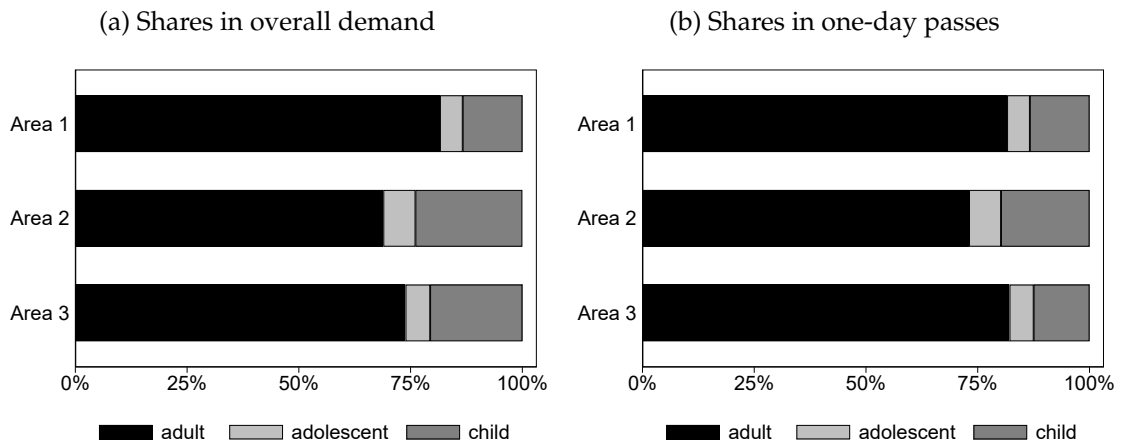 (a) Shares in overall demand
Area 1
Area 2
Area 3
0% 25% 50% 75% 100%
adult adolescent child
(b) Shares in one-day passes
Area 1
Area 2
Area 3
0% 25% 50% 75% 100%
adult adolescent child